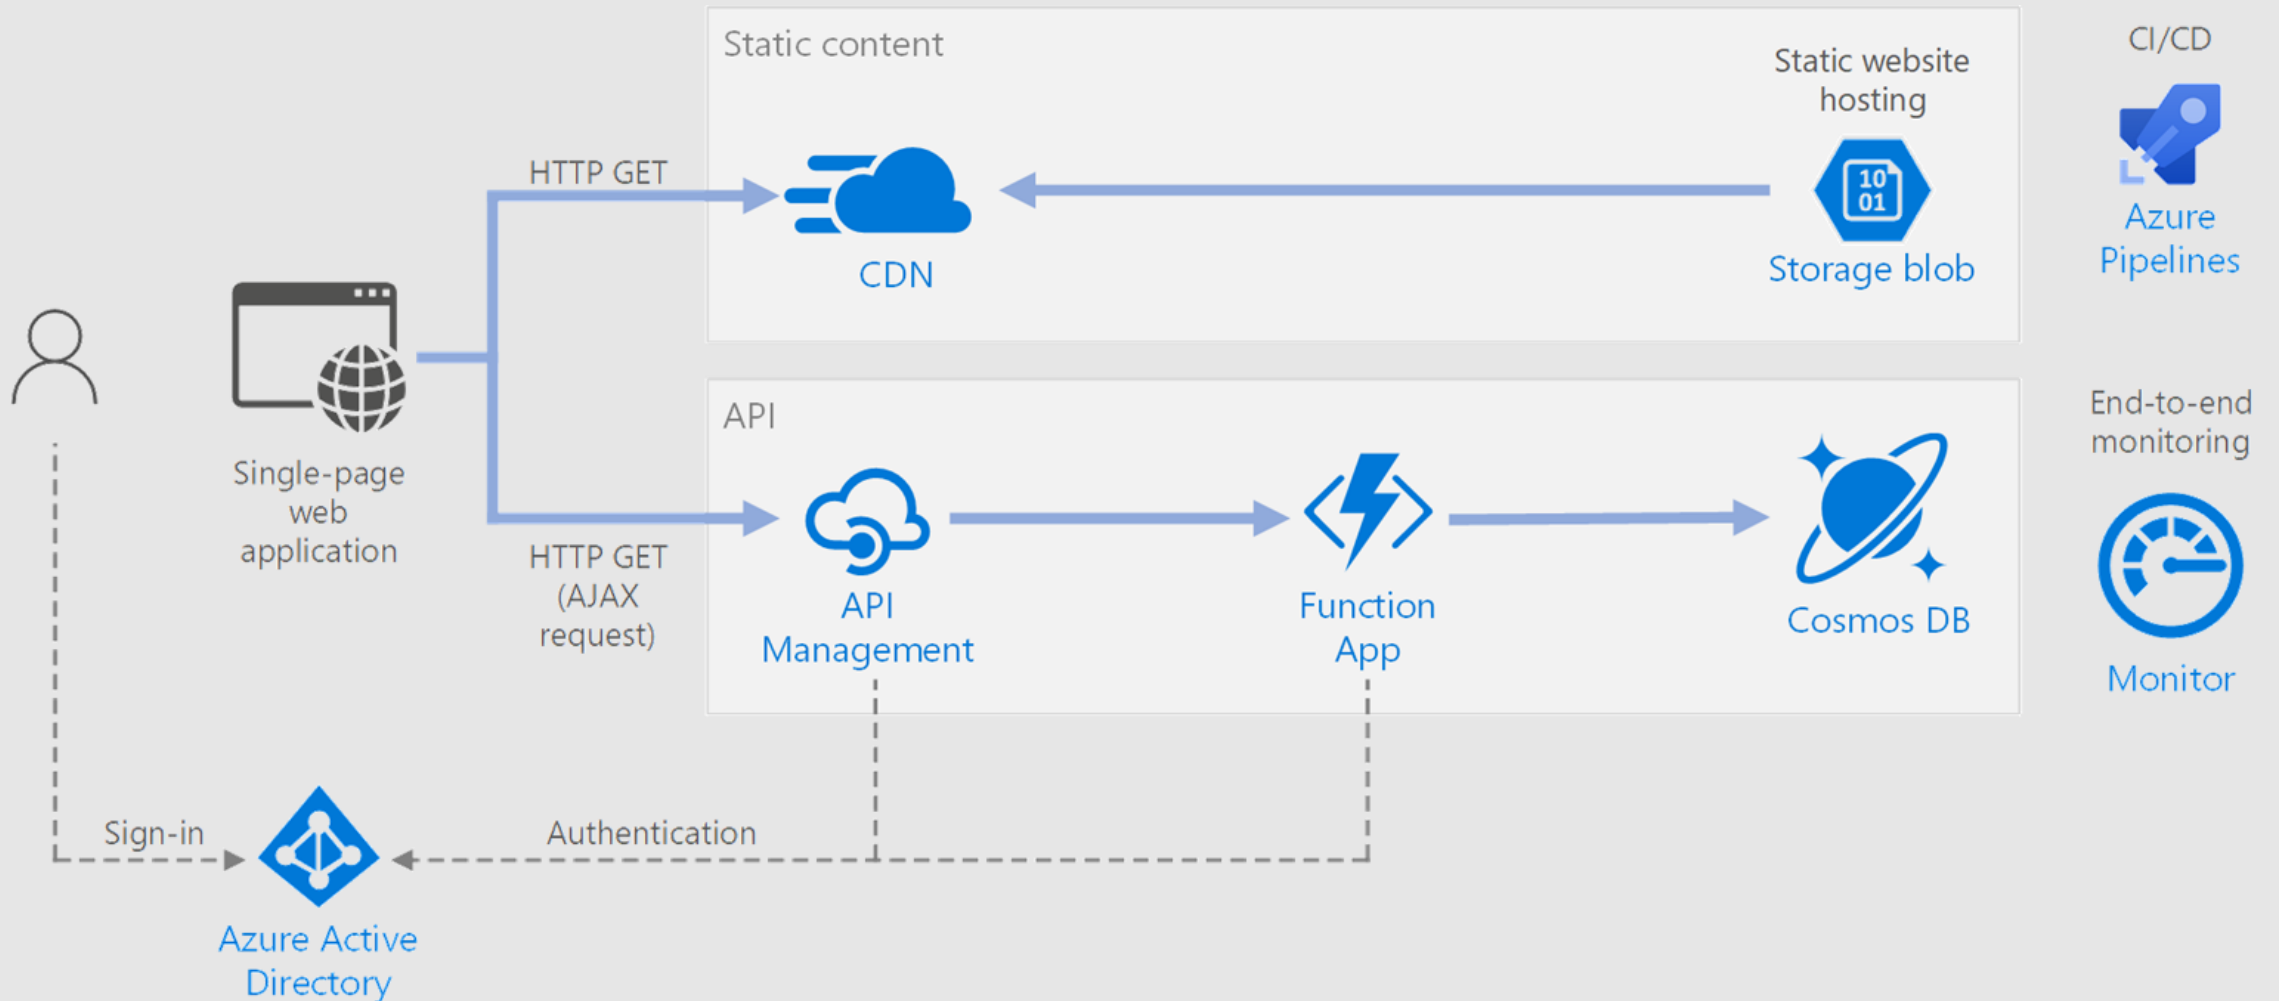 Static content
Static website
hosting
CI/CD
HTTP GET
10
01
CDN
Storage blob
Azure
Pipelines
Single-page
web
application
API
HTTP GET
(AJAX
request)
API
Management
Function
App
Cosmos DB
End-to-end
monitoring
Monitor
Sign-in
Authentication
Azure Active
Directory